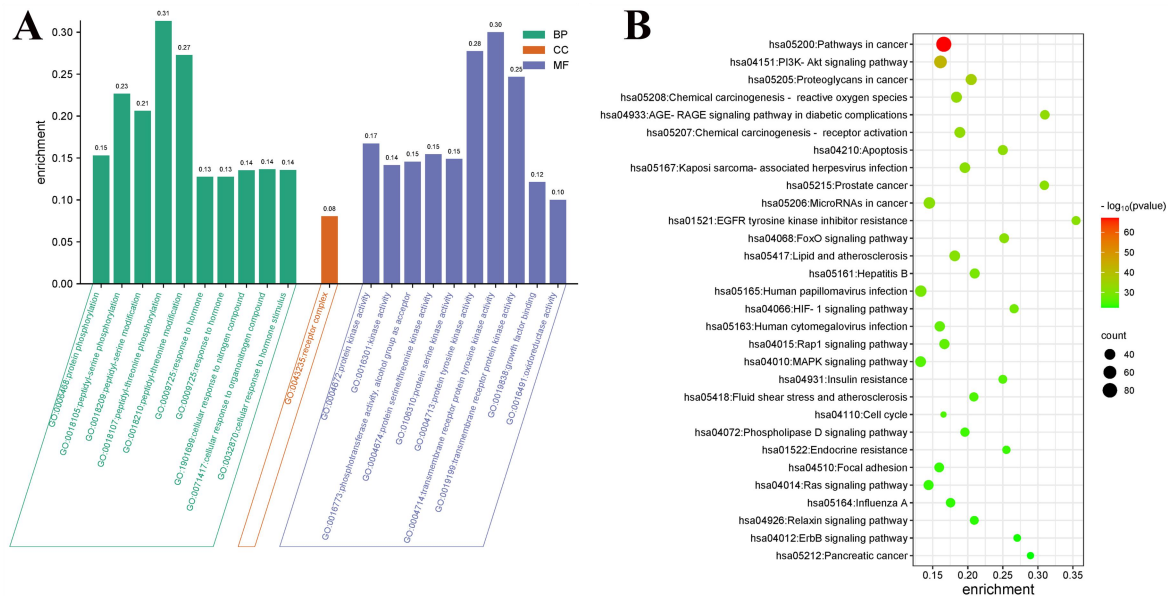 A
enrichment
0.30
0.25
0.20
0.15
0.10
0.05
0.00
0.15
0.23
0.21
0.31
0.27
0.13
0.13
0.14
0.14
0.14
0.08
0.17
0.14
0.15
0.15
0.15
0.28
0.30
0.25
0.12
0.10
BP
CC
MF
GO:0006468:protein phosphorylation
GO:0018105:peptidyl-serine phosphorylation
GO:0018209:peptidyl-serine modification
GO:0018107:peptidyl-threonine phosphorylation
GO:0018210:peptidyl-threonine modification
GO:0009725:response to hormone
GO:0009725:response to hormone
GO:1901699:cellular response to nitrogen compound
GO:0071417:cellular response to organonitrogen compound
GO:0032870:cellular response to hormone stimulus
GO:0043235:receptor complex
GO:0004672:protein kinase activity
GO:0016301:kinase activity
GO:0016773:phosphotransferase activity, alcohol group as acceptor
GO:0004674:protein serine/threonine kinase activity
GO:0106310:protein serine kinase activity
GO:0004713:protein tyrosine kinase activity
GO:0004714:transmembrane receptor protein tyrosine kinase activity
GO:0019199:transmembrane receptor protein kinase activity
GO:0019838:growth factor binding
GO:0016491:oxidoreductase activity
B
hsa05200:Pathways in cancer
hsa04151:PI3K- Akt signaling pathway
hsa05205:Proteoglycans in cancer
hsa05208:Chemical carcinogenesis - reactive oxygen species
hsa04933:AGE- RAGE signaling pathway in diabetic complications
hsa05207:Chemical carcinogenesis - receptor activation
hsa04210:Apoptosis
hsa05167:Kaposi sarcoma- associated herpesvirus infection
hsa05215:Prostate cancer
hsa05206:MicroRNAs in cancer
hsa01521:EGFR tyrosine kinase inhibitor resistance
hsa04068:FoxO signaling pathway
hsa05417:Lipid and atherosclerosis
hsa05161:Hepatitis B
hsa05165:Human papillomavirus infection
hsa04066:HIF- 1 signaling pathway
hsa05163:Human cytomegalovirus infection
hsa04015:Rap1 signaling pathway
hsa04010:MAPK signaling pathway
hsa04931:Insulin resistance
hsa05418:Fluid shear stress and atherosclerosis
hsa04110:Cell cycle
hsa04072:Phospholipase D signaling pathway
hsa01522:Endocrine resistance
hsa04510:Focal adhesion
hsa04014:Ras signaling pathway
hsa05164:Influenza A
hsa04926:Relaxin signaling pathway
hsa04012:ErbB signaling pathway
hsa05212:Pancreatic cancer
0.15 0.20 0.25 0.30 0.35
enrichment
- log10(pvalue)
60
50
40
30
count
40
60
80